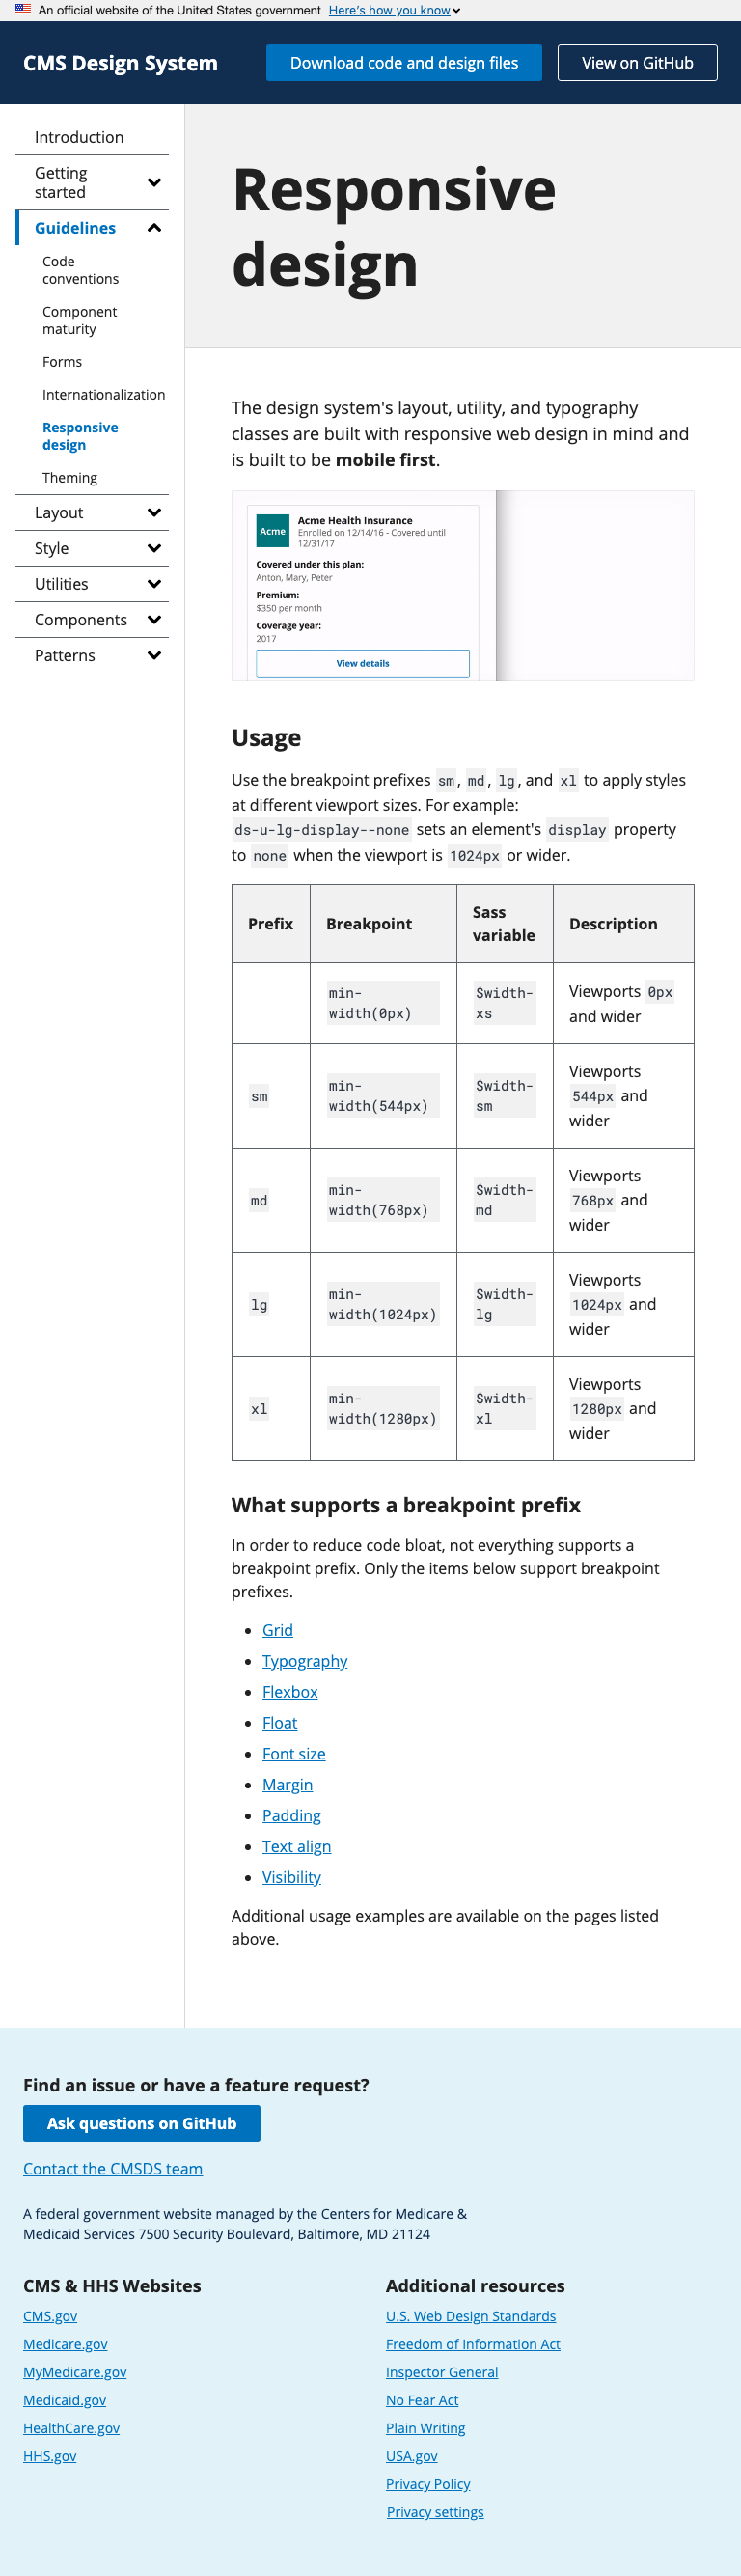 An official website of the United States government Here's how you know
CMS Design System
Download code and design files
View on GitHub
Introduction
Getting
started
Guidelines
Code
conventions
Component
maturity
Forms
Internationalization
Responsive
design
Theming
Layout
Style
Utilities
Components
Patterns
Responsive
design
The design system's layout, utility, and typography
classes are built with responsive web design in mind and
is built to be mobile first.
Acme
Acme Health Insurance
Enrolled on 12/14/16 - Covered until
12/31/17
Covered under this plan:
Anton, Mary, Peter
Premium:
$350 per month
Coverage year:
2017
View details
Usage
Use the breakpoint prefixes sm, md, lg, and xl to apply styles
at different viewport sizes. For example:
ds-u-lg-display--none sets an element's display property
to none when the viewport is 1024px or wider.
Prefix
Breakpoint
Sass
variable
Description
min-
width(0px)
$width-
xs
Viewports 0px
and wider
sm
min-
width(544px)
$width-
sm
Viewports
544px and
wider
md
min-
width(768px)
$width-
md
Viewports
768px and
wider
lg
min-
width(1024px)
$width-
lg
Viewports
1024px and
wider
xl
min-
width(1280px)
$width-
xl
Viewports
1280px and
wider
What supports a breakpoint prefix
In order to reduce code bloat, not everything supports a
breakpoint prefix. Only the items below support breakpoint
prefixes.
Grid
Typography
Flexbox
Float
Font size
Margin
Padding
Text align
Visibility
Additional usage examples are available on the pages listed
above.
Find an issue or have a feature request?
Ask questions on GitHub
Contact the CMSDS team
A federal government website managed by the Centers for Medicare &
Medicaid Services 7500 Security Boulevard, Baltimore, MD 21124
CMS & HHS Websites
CMS.gov
Medicare.gov
MyMedicare.gov
Medicaid.gov
HealthCare.gov
HHS.gov
Additional resources
U.S. Web Design Standards
Freedom of Information Act
Inspector General
No Fear Act
Plain Writing
USA.gov
Privacy Policy
Privacy settings